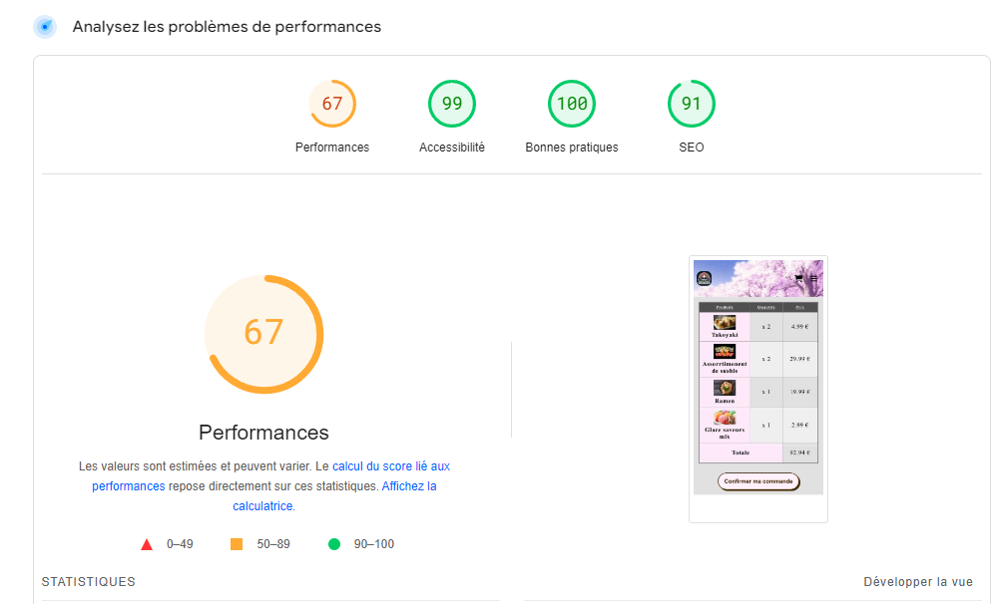 Analysez les problèmes de performances
67
99
100
91
Performances
Accessibilité
Bonnes pratiques
SEO
67
Performances
Les valeurs sont estimées et peuvent varier. Le calcul du score lié aux
performances repose directement sur ces statistiques. Affichez la
calculatrice.
0–49
50–89
90–100
Produits
Quantité
Prix
Takoyaki
x 2
4.99 €
Assortiment
de sushis
x 2
29.99 €
Ramen
x 1
19.99 €
Glace saveurs
mix
x 1
2.99 €
Totale
92.94 €
Confirmer ma commande
STATISTIQUES
Développer la vue